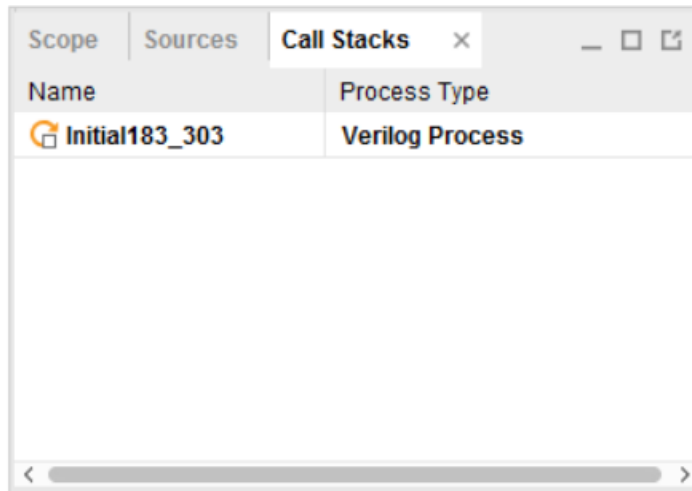 Scope Sources Call Stacks
Name Process Type
Initial183_303 Verilog Process